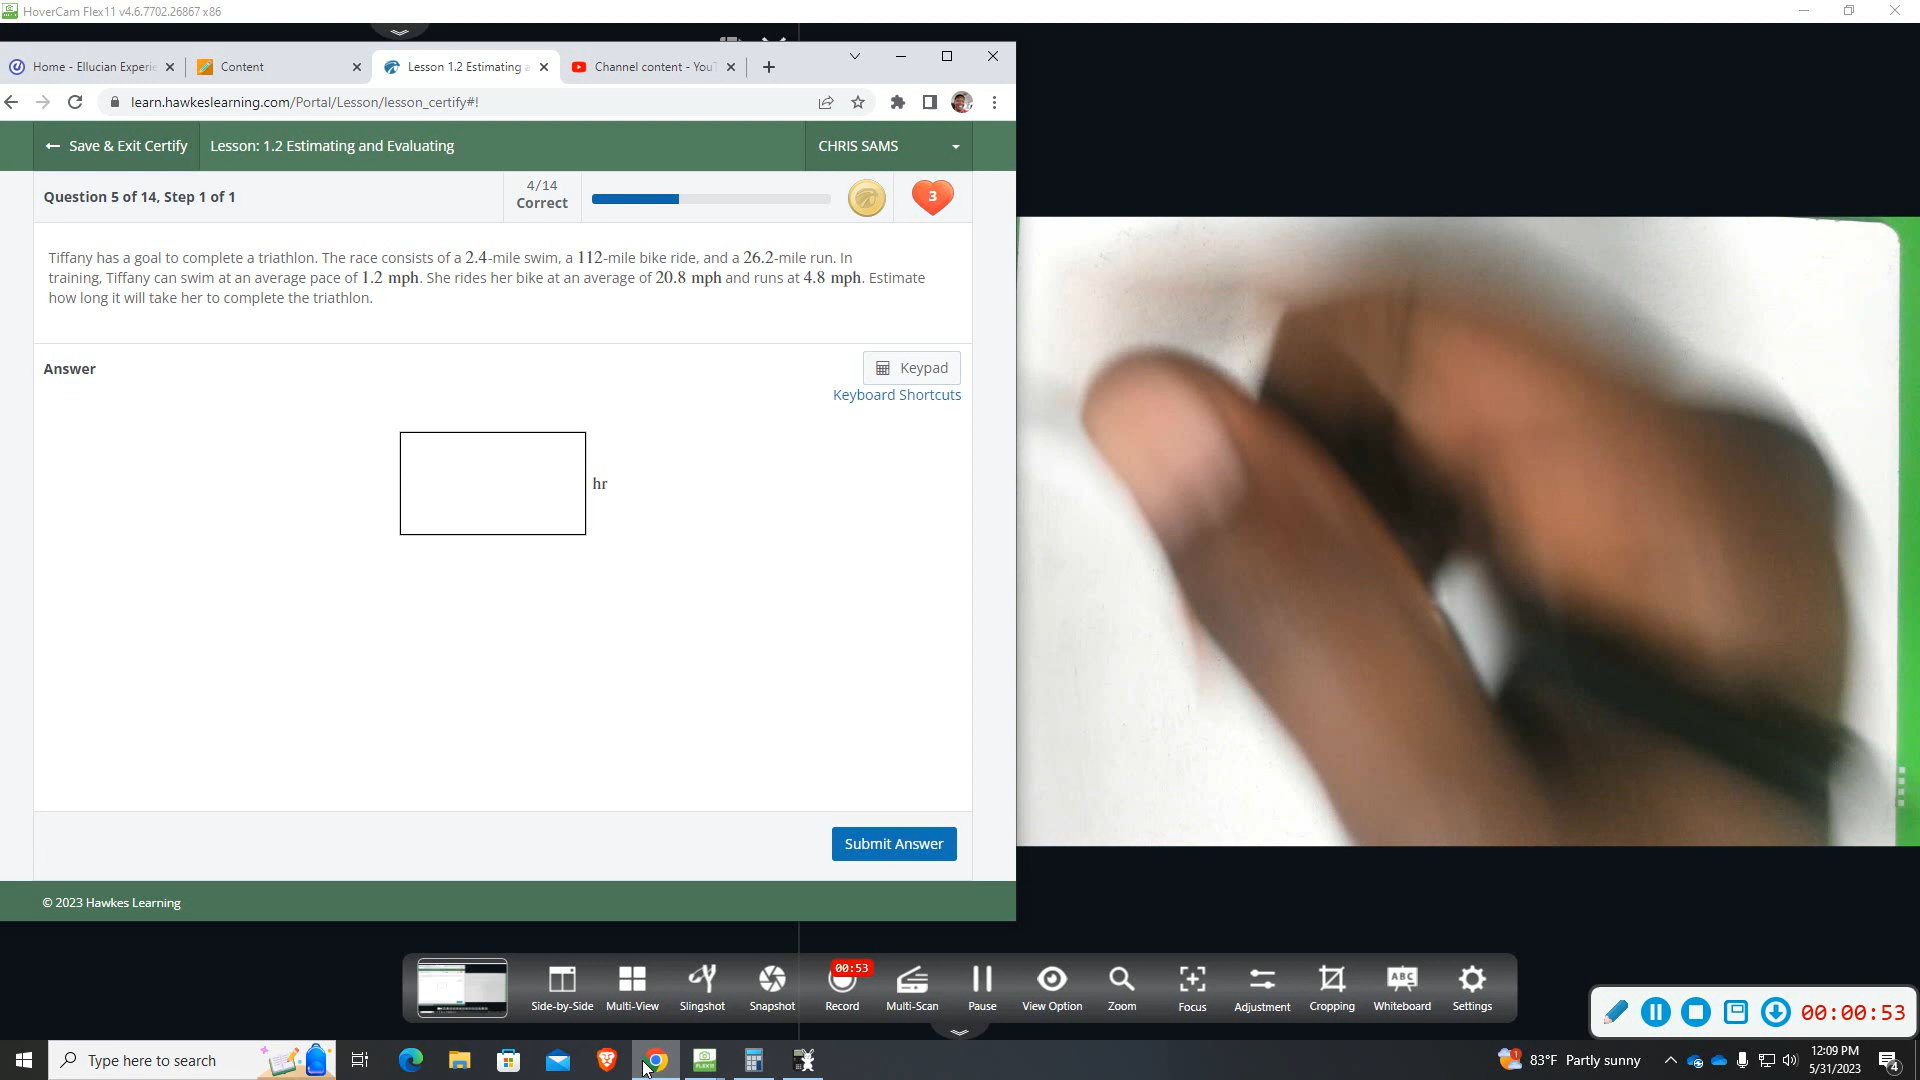 HoverCam Flex11 v4.6.7702.26867 x86
Home - Ellucian Experie
Content
Lesson 1.2 Estimating a
Channel content - YouT
learn.hawkeslearning.com/Portal/Lesson/lesson_certify#!
← Save & Exit Certify
Lesson: 1.2 Estimating and Evaluating
CHRIS SAMS
Question 5 of 14, Step 1 of 1
4/14
Correct
3
Tiffany has a goal to complete a triathlon. The race consists of a 2.4-mile swim, a 112-mile bike ride, and a 26.2-mile run. In
training, Tiffany can swim at an average pace of 1.2 mph. She rides her bike at an average of 20.8 mph and runs at 4.8 mph. Estimate
how long it will take her to complete the triathlon.
Answer
Keypad
Keyboard Shortcuts
hr
Submit Answer
© 2023 Hawkes Learning
00:53
ABC
Side-by-Side
Multi-View
Slingshot
Snapshot
Record
Multi-Scan
Pause
View Option
Zoom
Focus
Adjustment
Cropping
Whiteboard
Settings
00:00:53
Type here to search
FLEX11
1
83°F Partly sunny
12:09 PM
5/31/2023
4